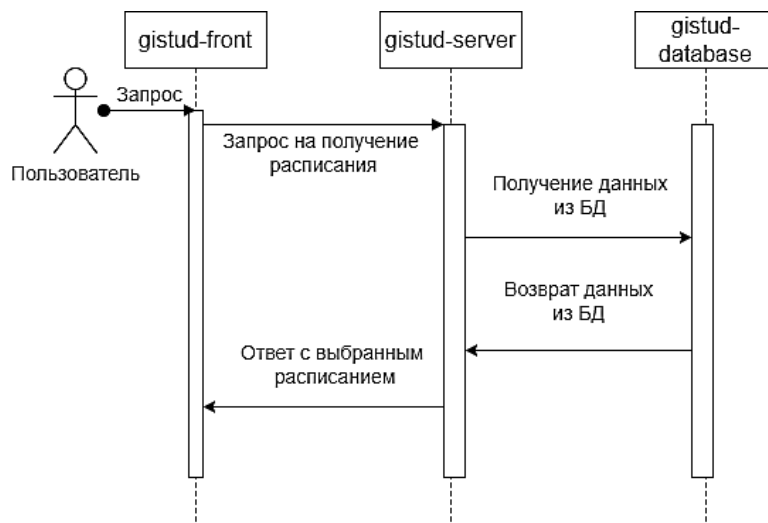 gistud-front
gistud-server
gistud-
database
Запрос
Пользователь
Запрос на получение
расписания
Получение данных
из БД
Возврат данных
из БД
Ответ с выбранным
расписанием